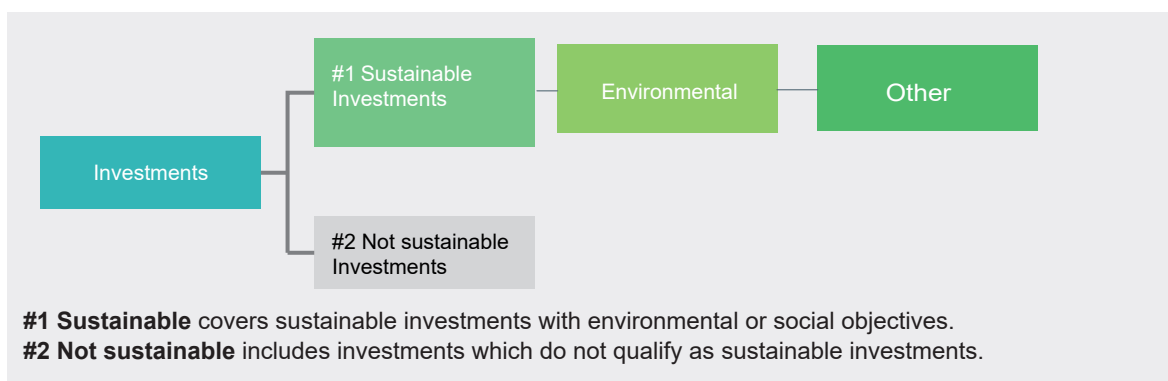 #1 Sustainable
Investments
Environmental
Other
Investments
#2 Not sustainable
Investments
#1 Sustainable covers sustainable investments with environmental or social objectives.
#2 Not sustainable includes investments which do not qualify as sustainable investments.